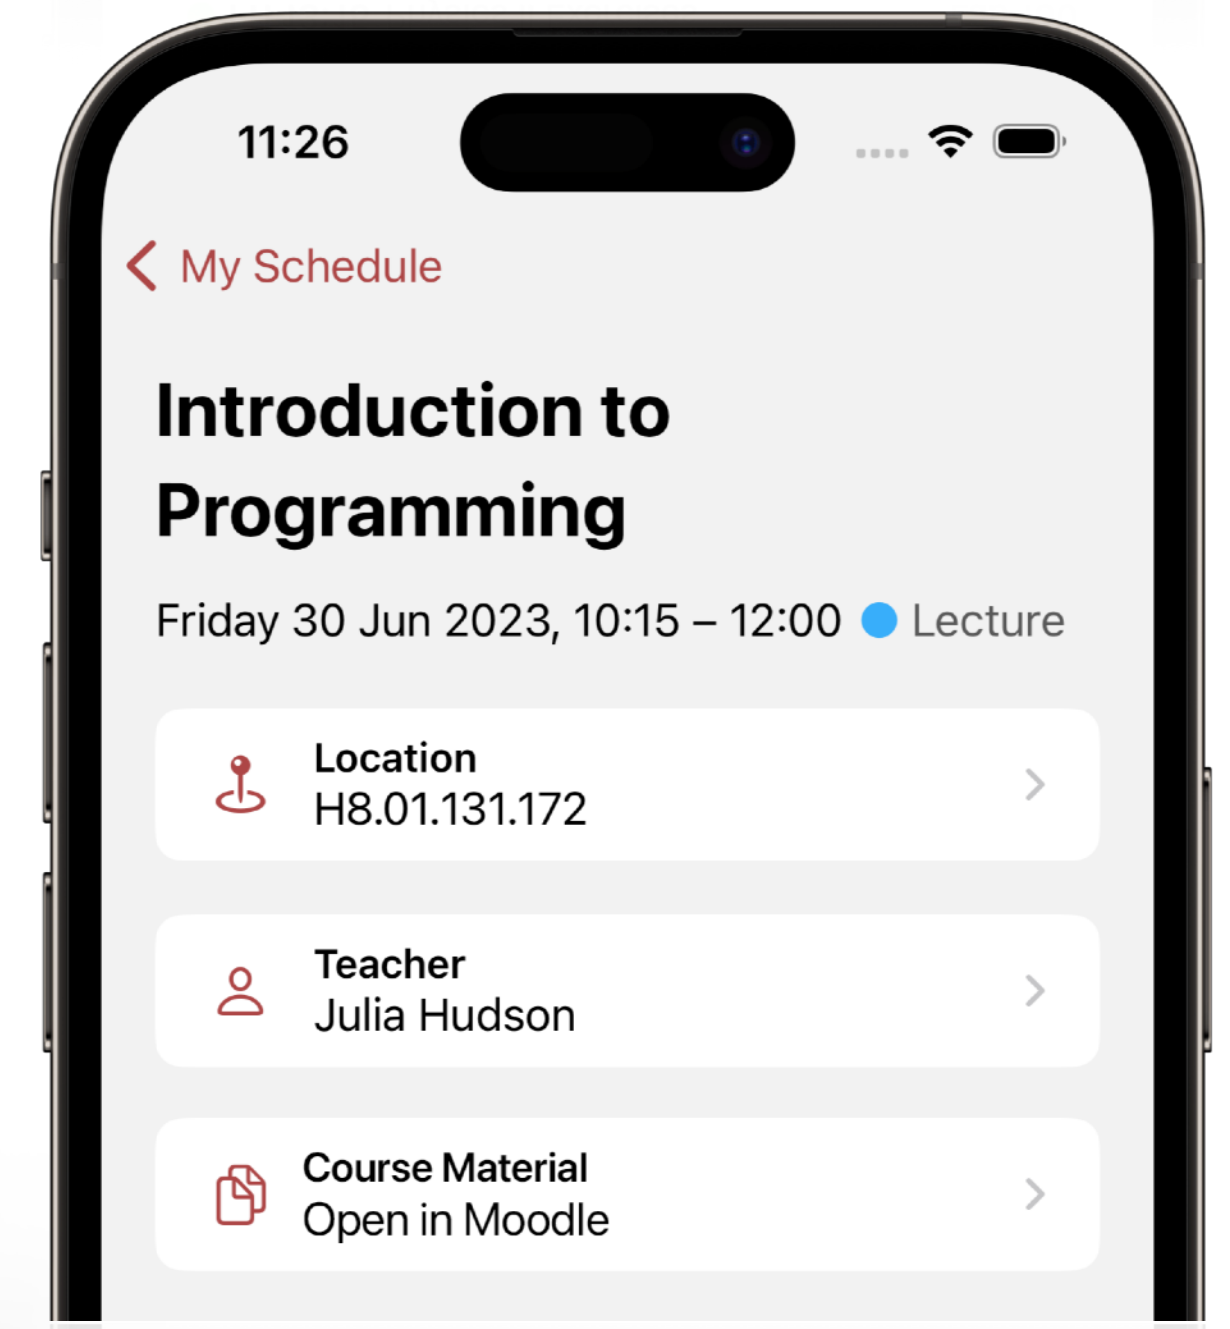 11:26
My Schedule
Introduction to
Programming
Friday 30 Jun 2023, 10:15 – 12:00 Lecture
Location
H8.01.131.172
Teacher
Julia Hudson
Course Material
Open in Moodle